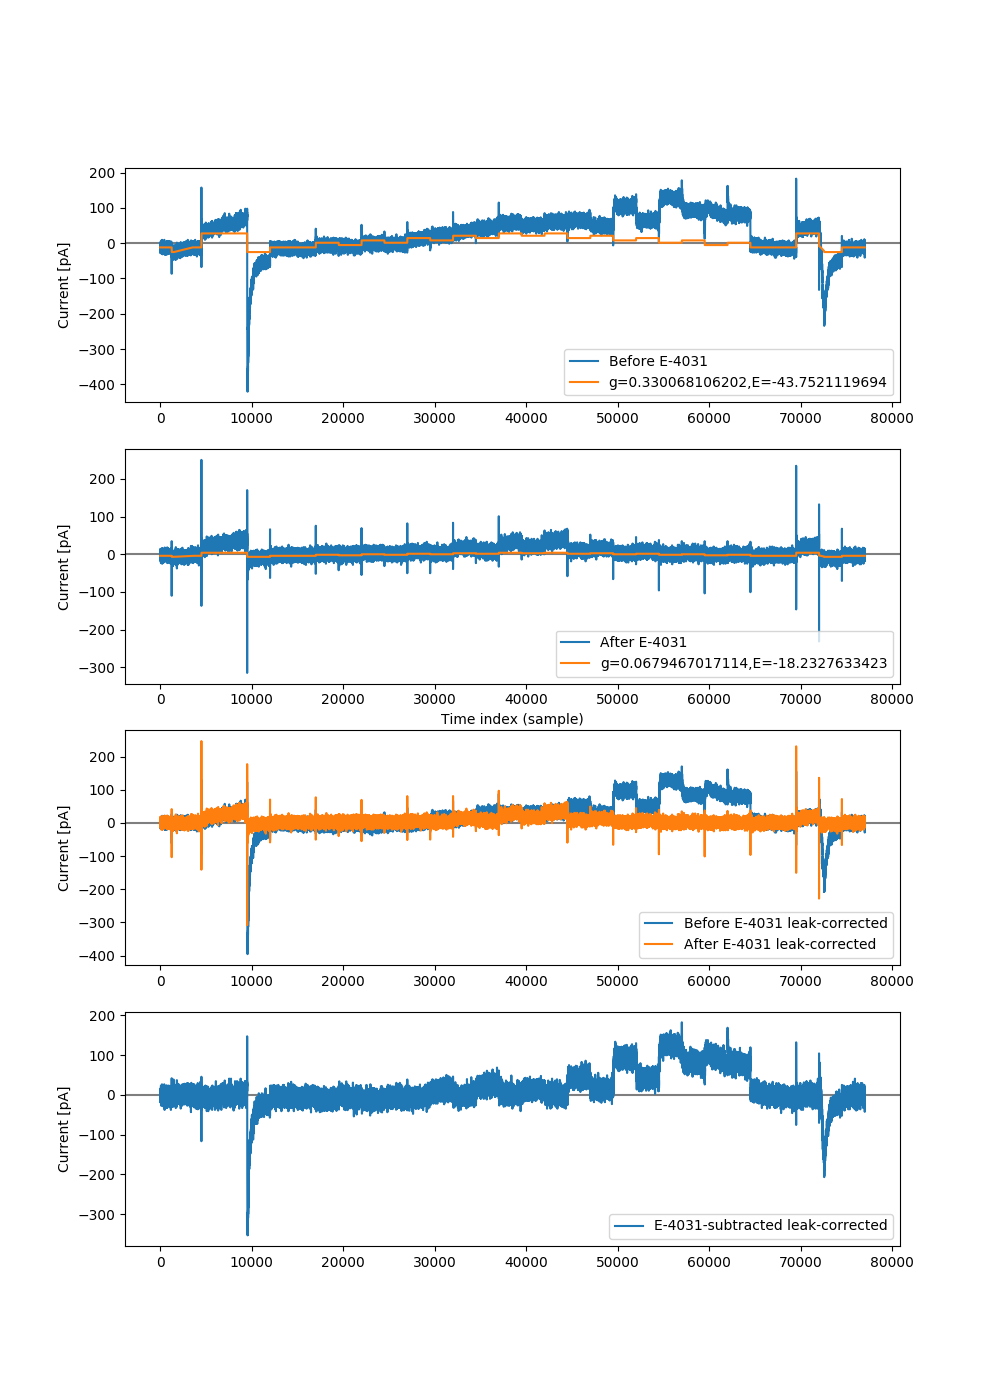 200
100
0
−100
−200
−300
−400
Current [pA]
Before E-4031
g=0.330068106202,E=-43.7521119694
0 10000 20000 30000 40000 50000 60000 70000 80000
200
100
0
−100
−200
−300
Current [pA]
After E-4031
g=0.0679467017114,E=-18.2327633423
0 10000 20000 30000 40000 50000 60000 70000 80000
Time index (sample)
200
100
0
−100
−200
−300
−400
Current [pA]
Before E-4031 leak-corrected
After E-4031 leak-corrected
0 10000 20000 30000 40000 50000 60000 70000 80000
200
100
0
−100
−200
−300
Current [pA]
E-4031-subtracted leak-corrected
0 10000 20000 30000 40000 50000 60000 70000 80000